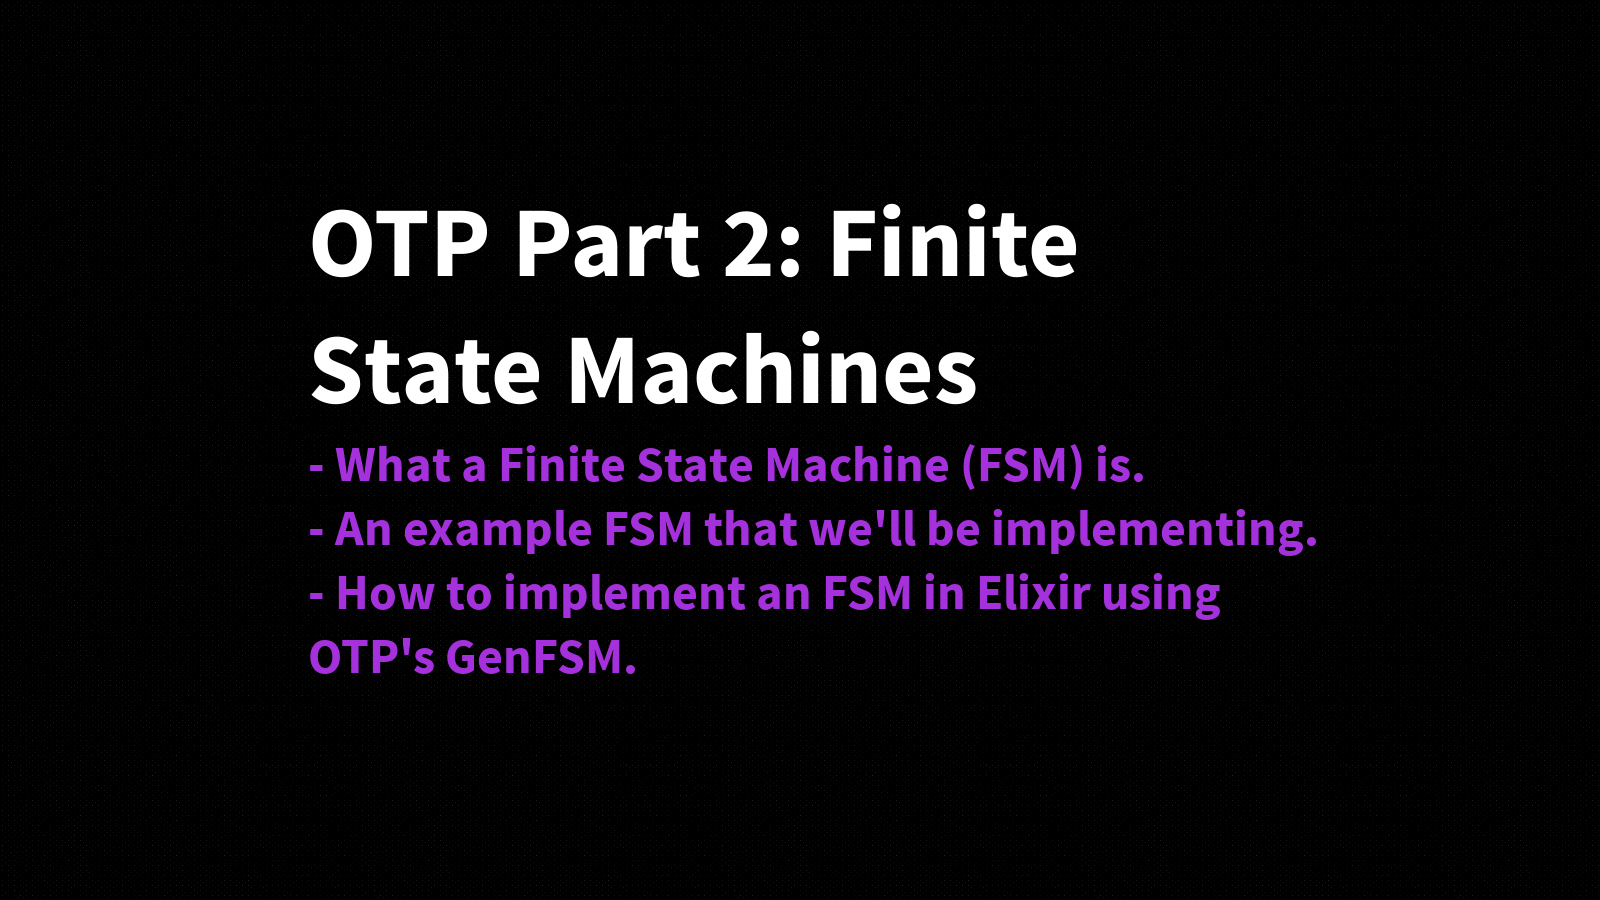 OTP Part 2: Finite
State Machines
- What a Finite State Machine (FSM) is.
- An example FSM that we'll be implementing.
- How to implement an FSM in Elixir using
OTP's GenFSM.